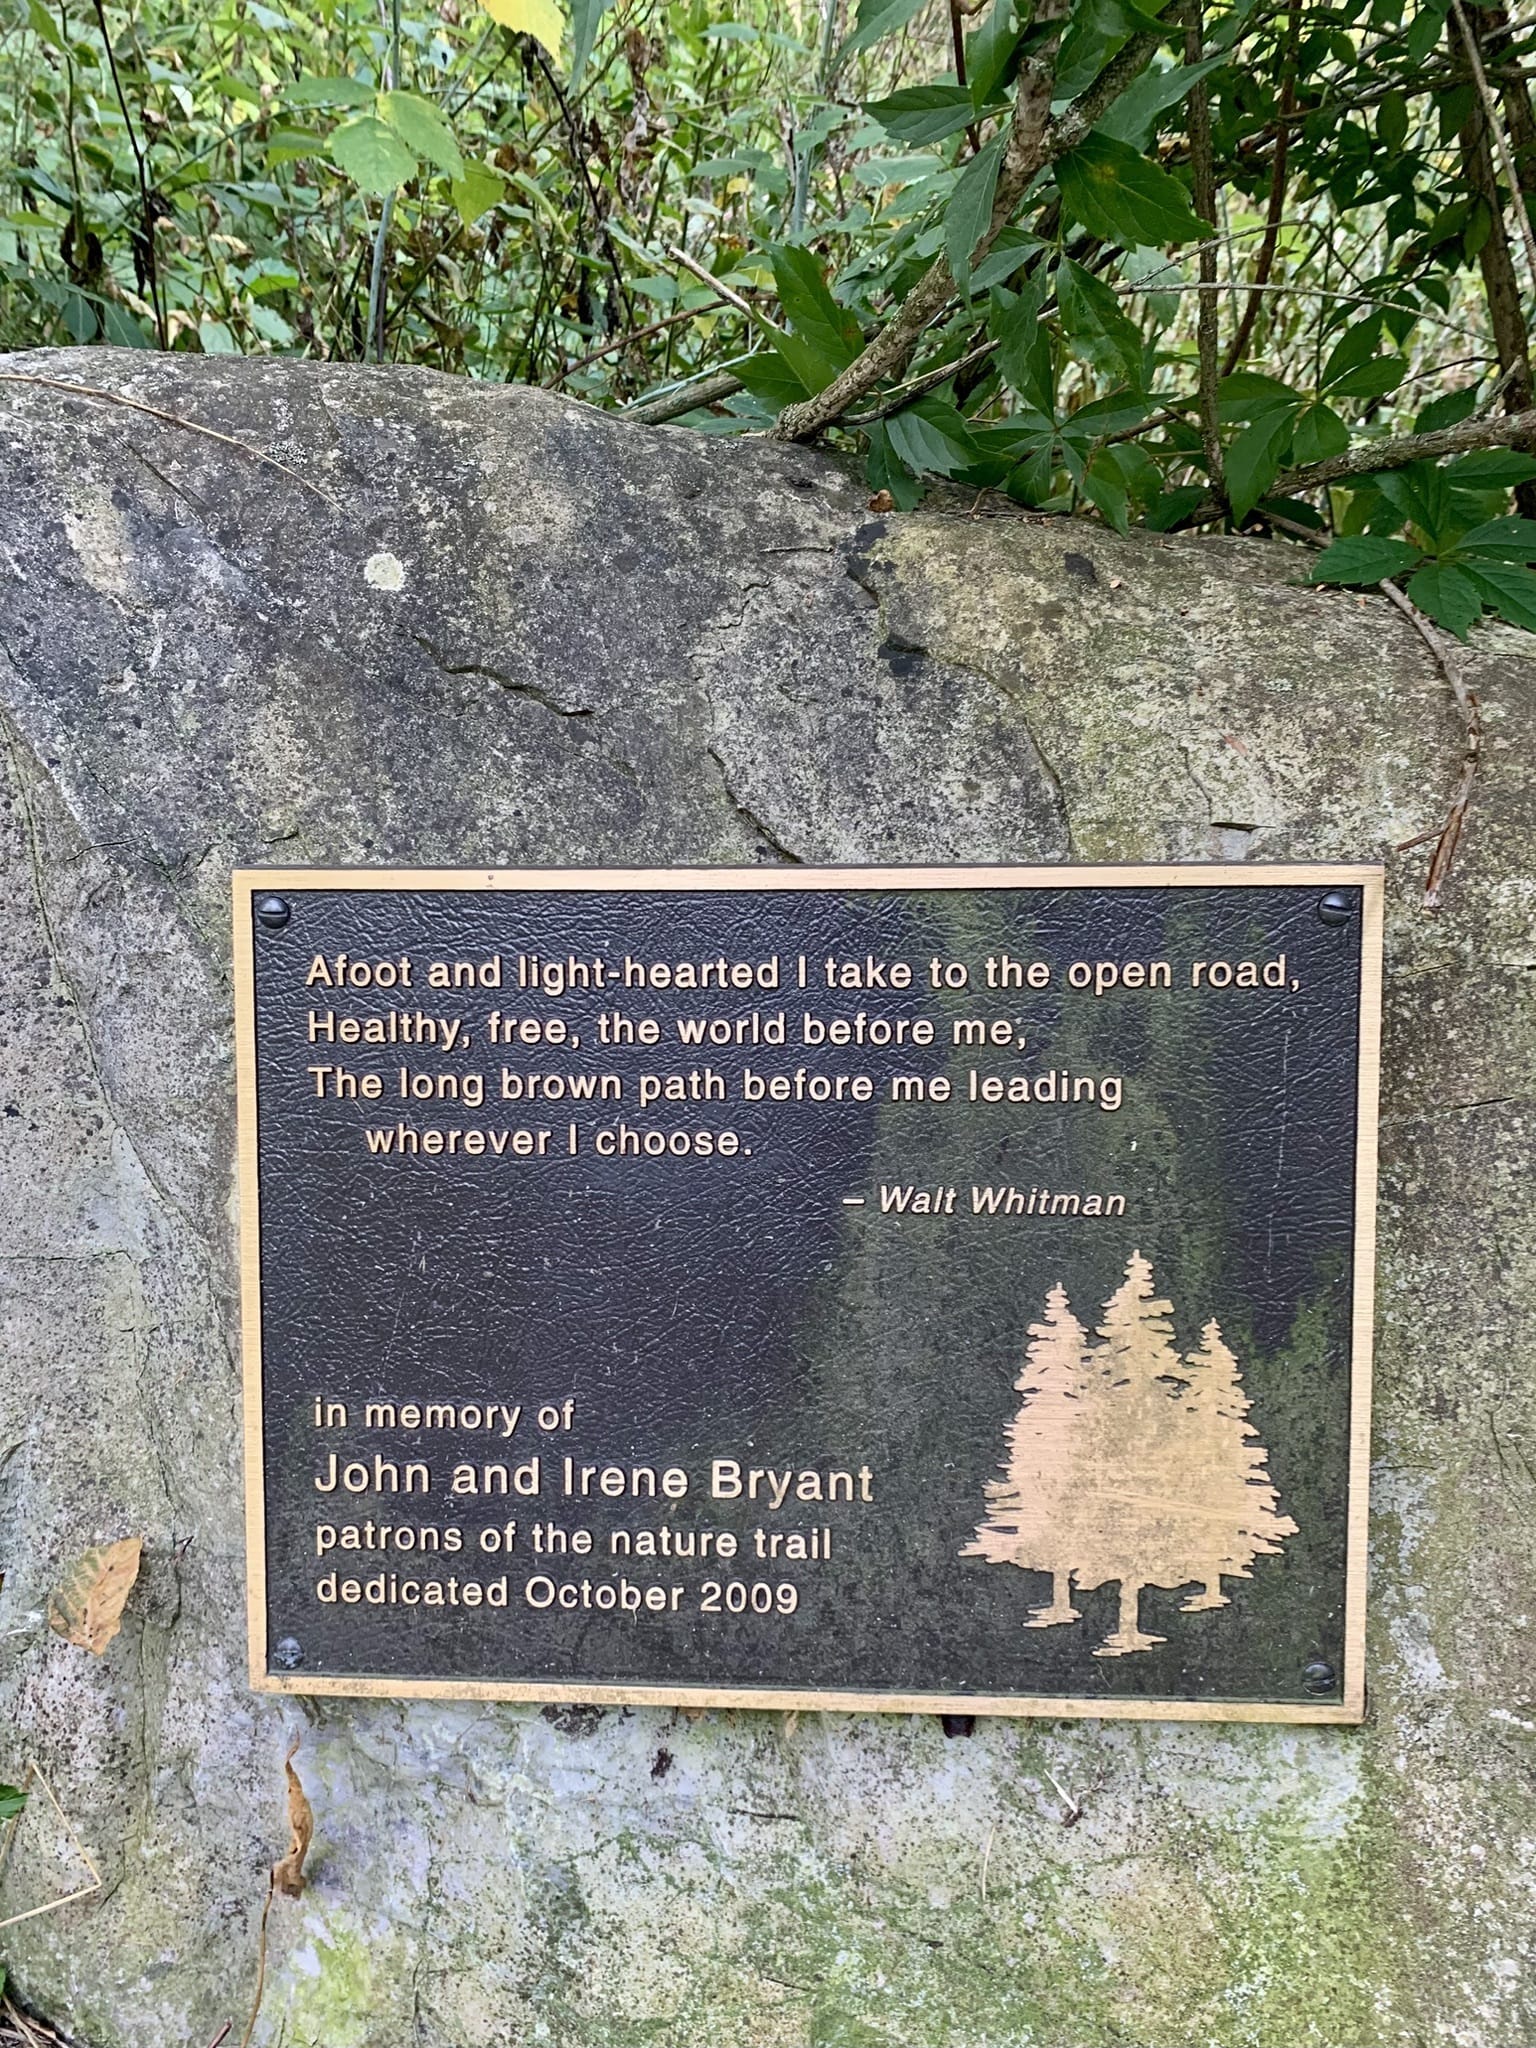 Afoot and light-hearted I take to the open road,
Healthy, free, the world before me,
The long brown path before me leading
wherever I choose.
– Walt Whitman
in memory of
John and Irene Bryant
patrons of the nature trail
dedicated October 2009